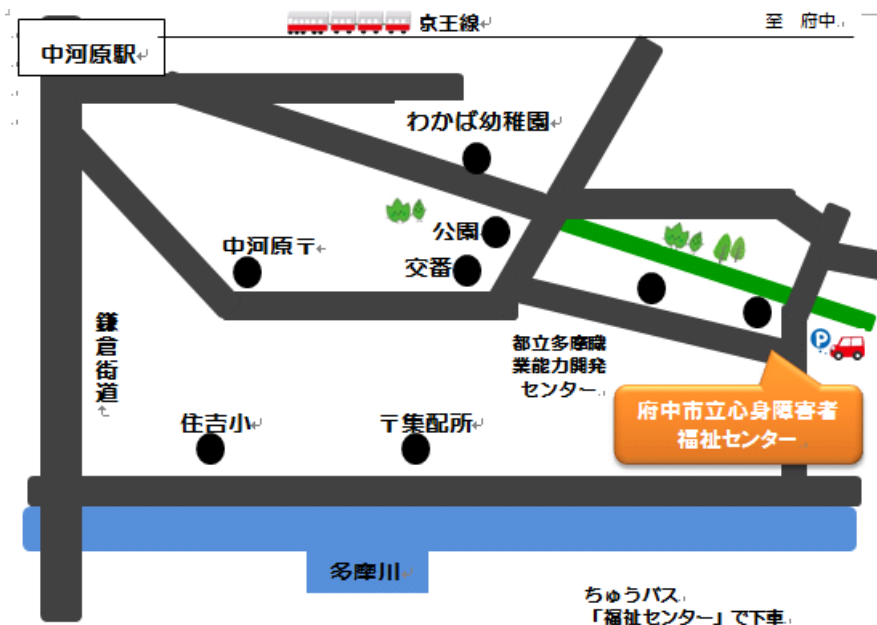 京王線
至 府中
中河原駅
わかば幼稚園
公園
中河原〒
交番
鎌倉街道
都立多摩職
業能力開発
センター
P
府中市立心身障害者
福祉センター
住吉小
〒集配所
多摩川
ちゅうバス
「福祉センター」で下車